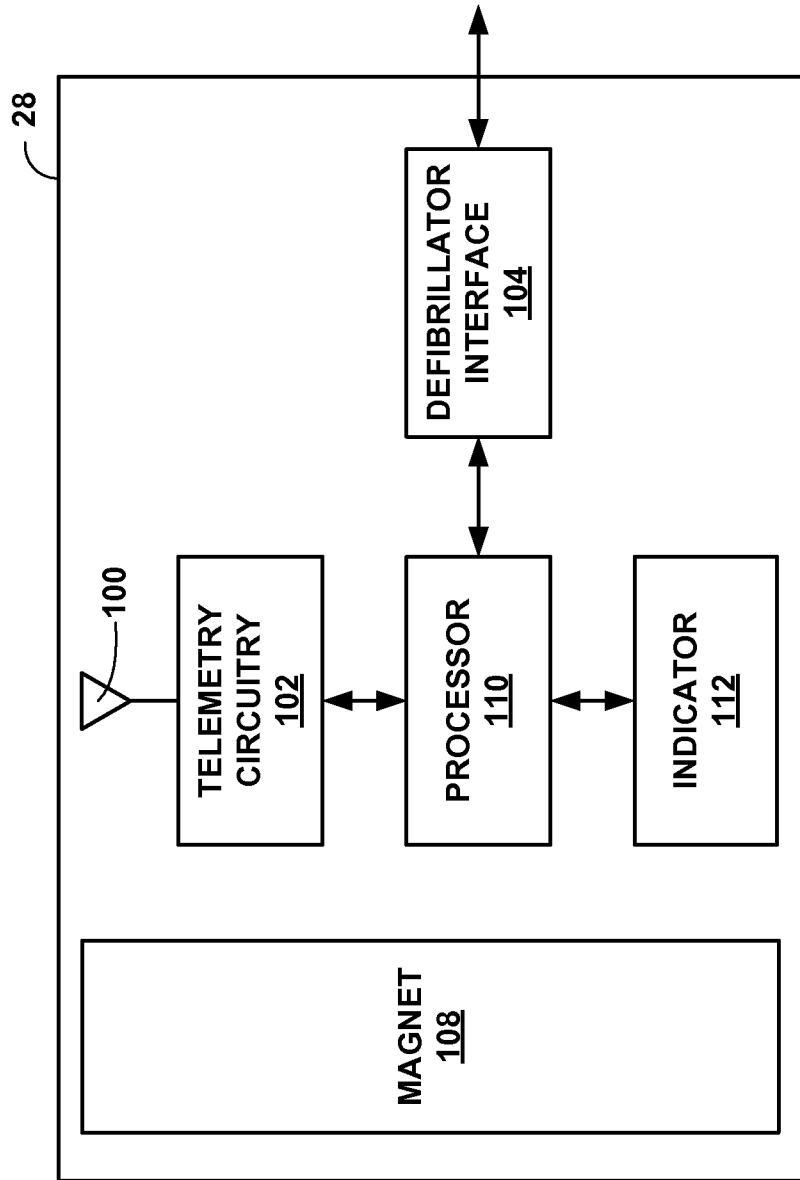 28
100
TELEMETRY
CIRCUITRY
102
PROCESSOR
110
INDICATOR
112
DEFIBRILLATOR
INTERFACE
104
MAGNET
108